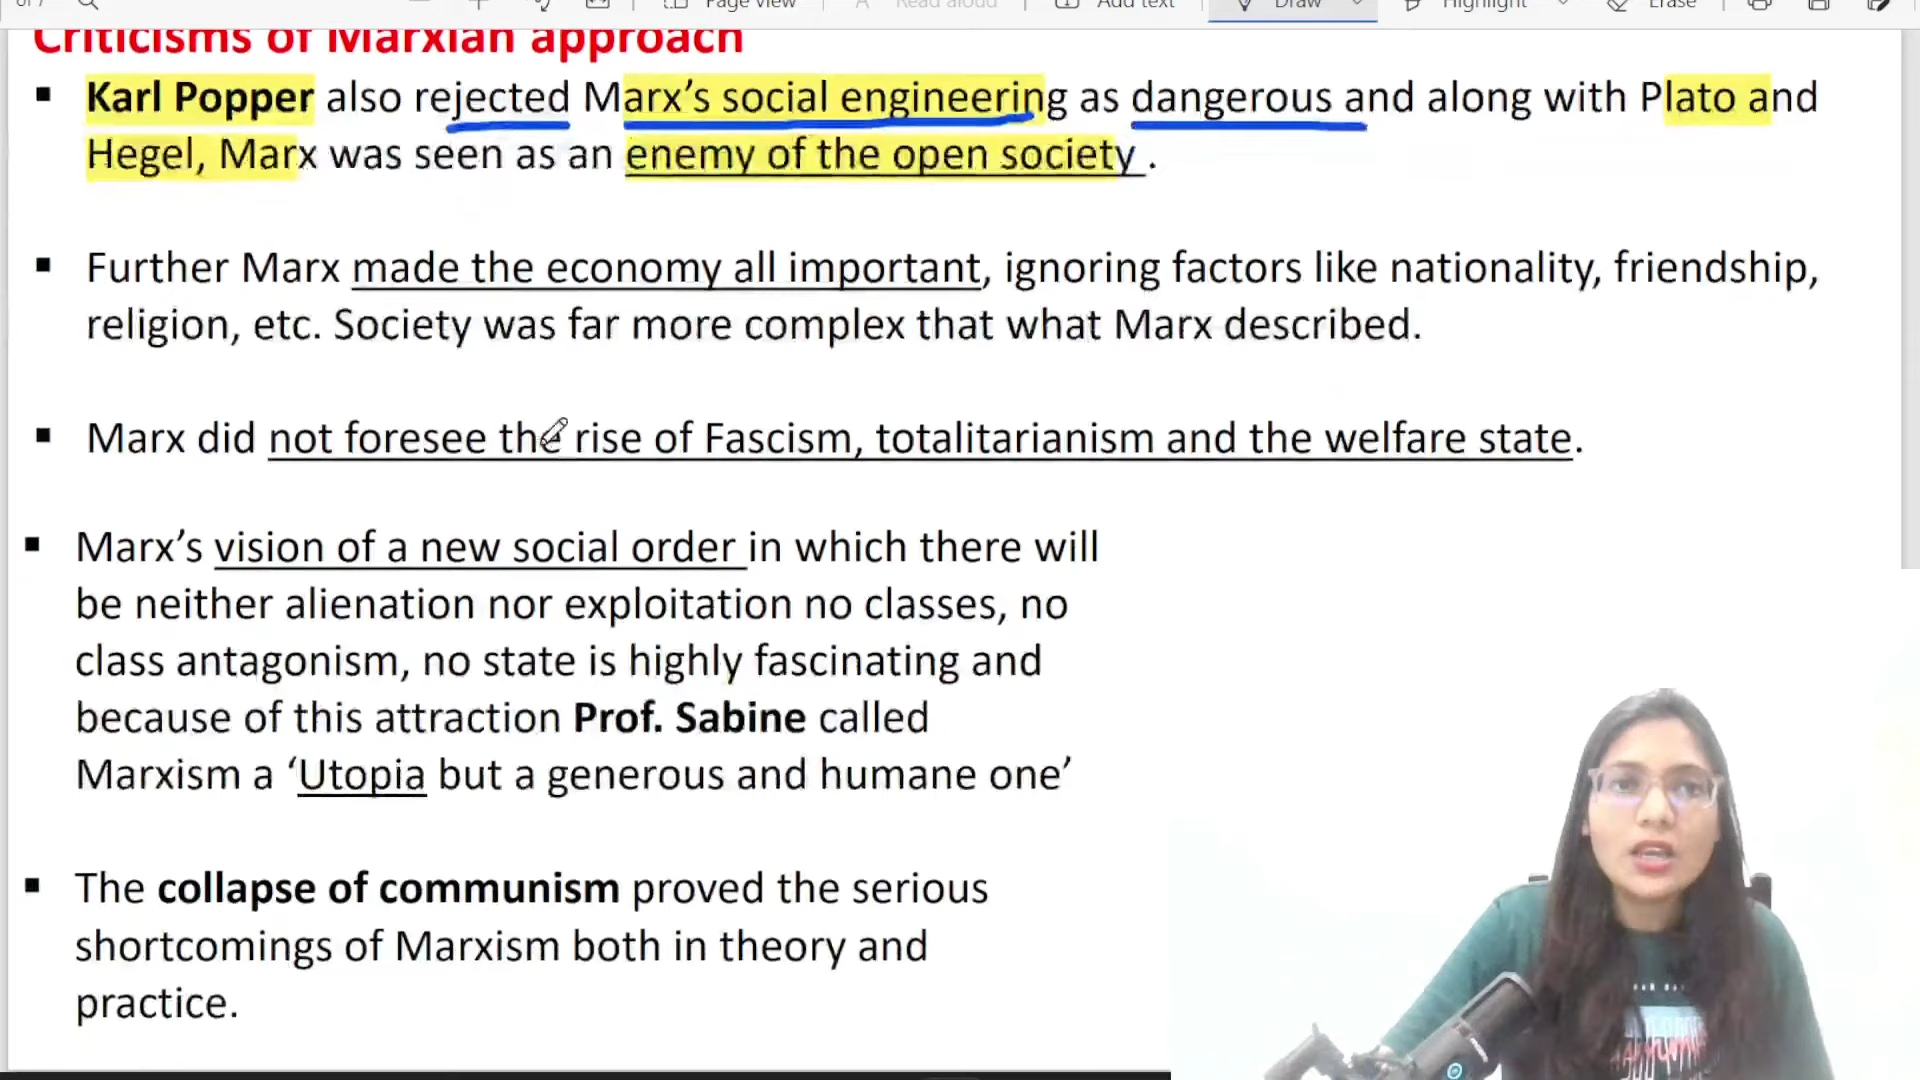 of 7
Page view
Read aloud
Add text
Draw
Highlight
Erase
Criticisms of Marxian approach
▪ Karl Popper also rejected Marx’s social engineering as dangerous and along with Plato and
Hegel, Marx was seen as an enemy of the open society .
▪ Further Marx made the economy all important, ignoring factors like nationality, friendship,
religion, etc. Society was far more complex that what Marx described.
▪ Marx did not foresee the rise of Fascism, totalitarianism and the welfare state.
▪ Marx’s vision of a new social order in which there will
be neither alienation nor exploitation no classes, no
class antagonism, no state is highly fascinating and
because of this attraction Prof. Sabine called
Marxism a ‘Utopia but a generous and humane one’
▪ The collapse of communism proved the serious
shortcomings of Marxism both in theory and
practice.